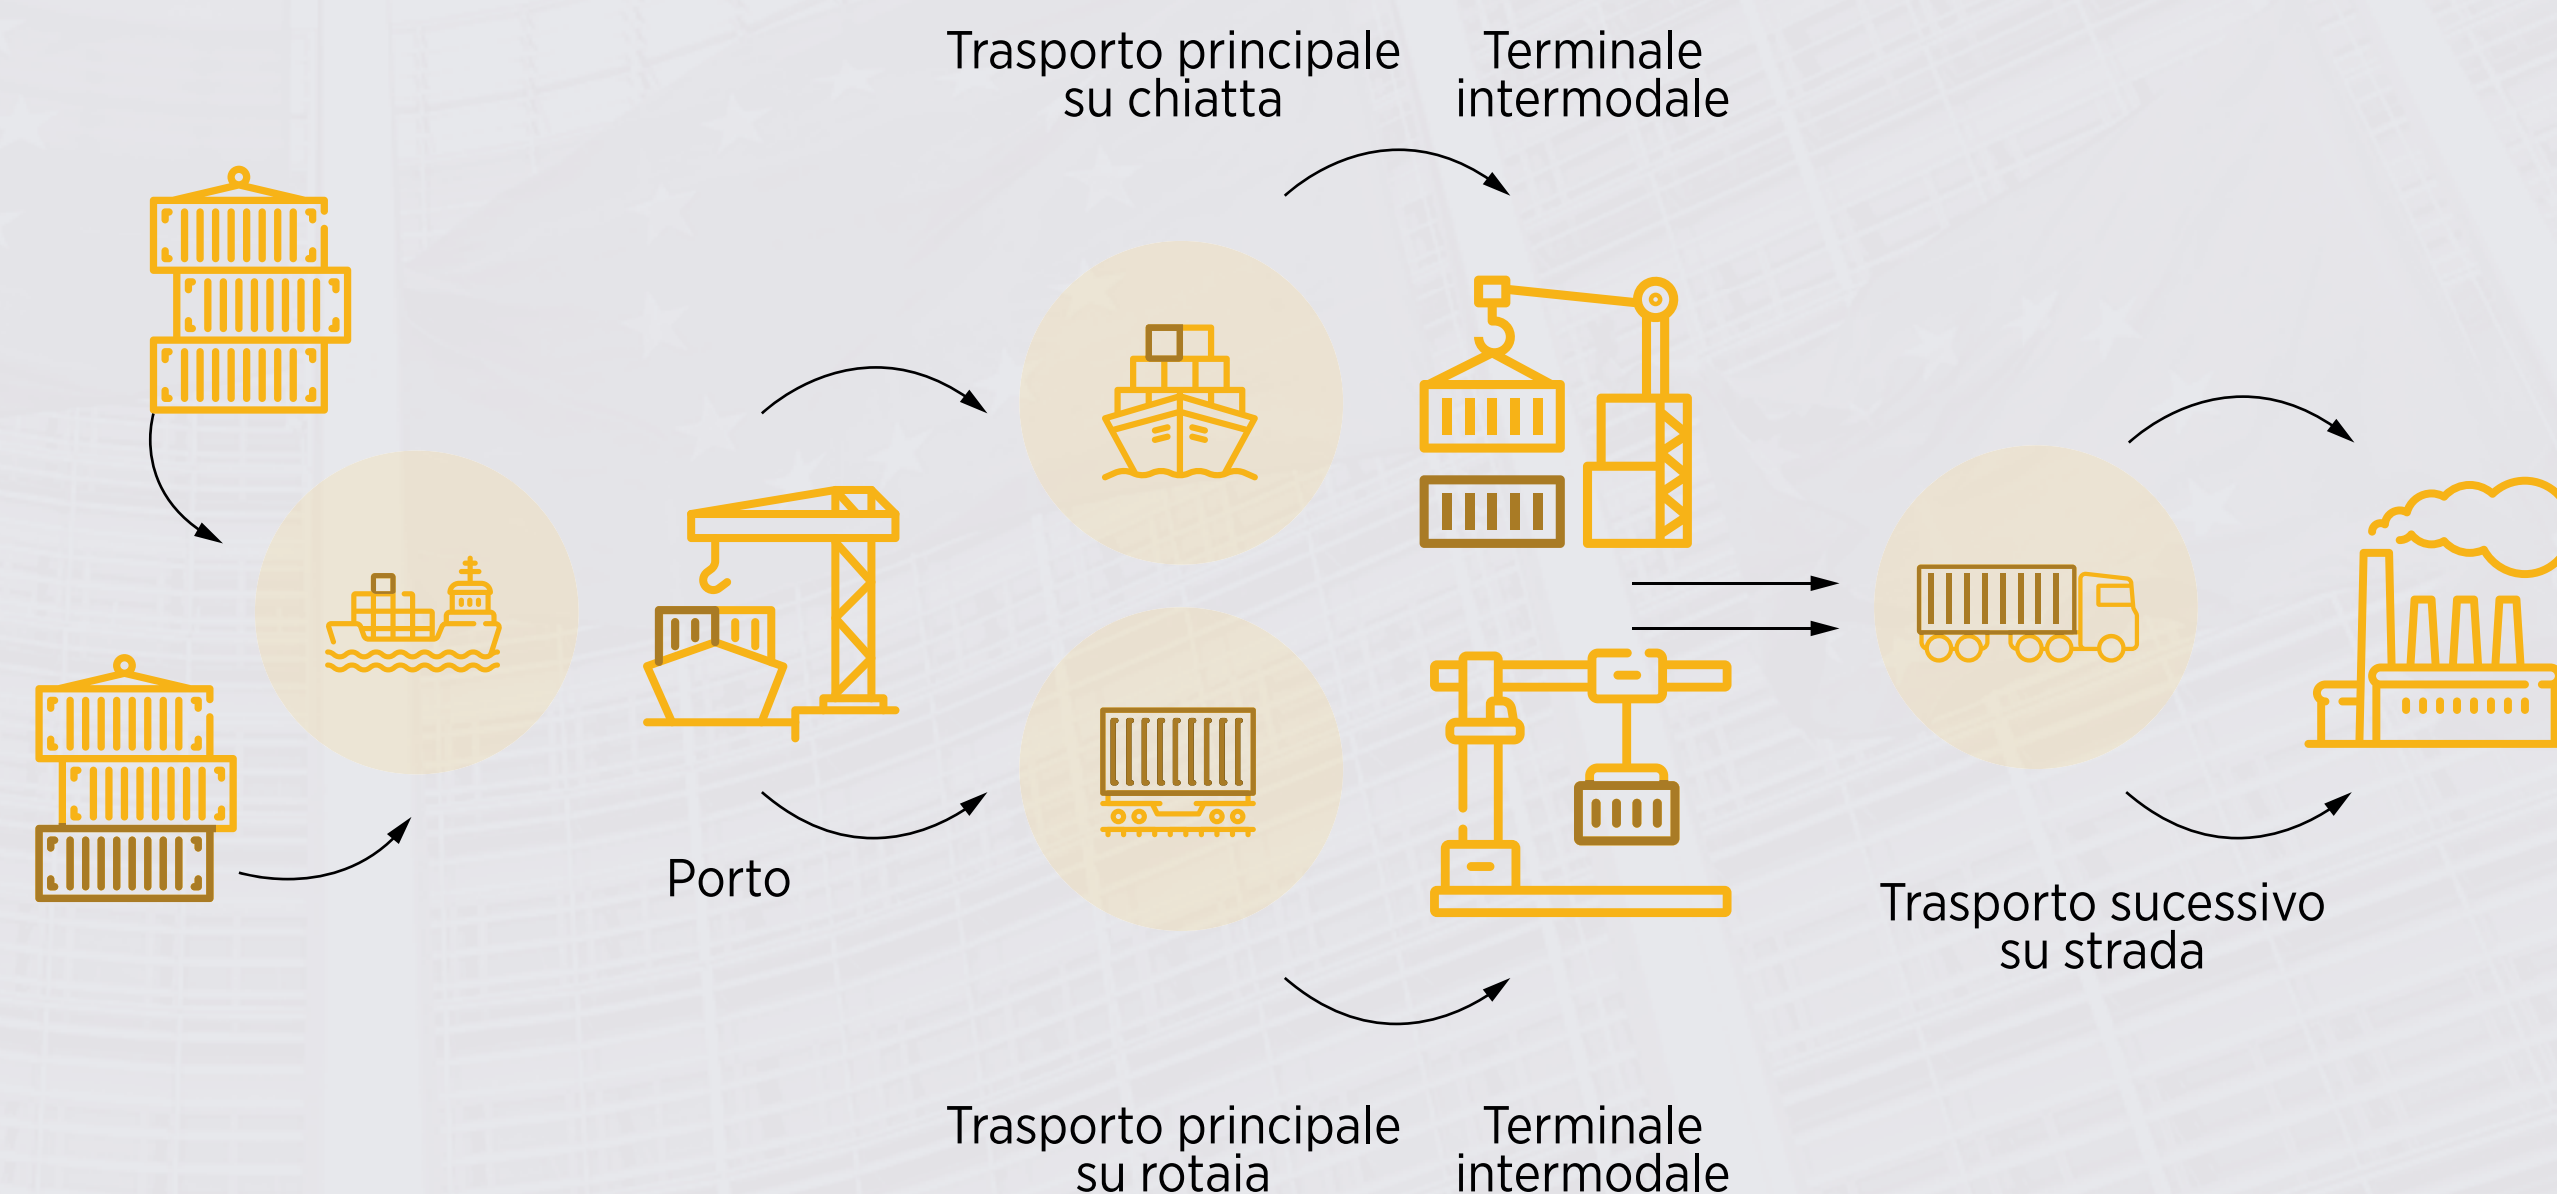 Trasporto principale
su chiatta
Terminale
intermodale
Porto
Trasporto sucessivo
su strada
Trasporto principale
su rotaia
Terminale
intermodale